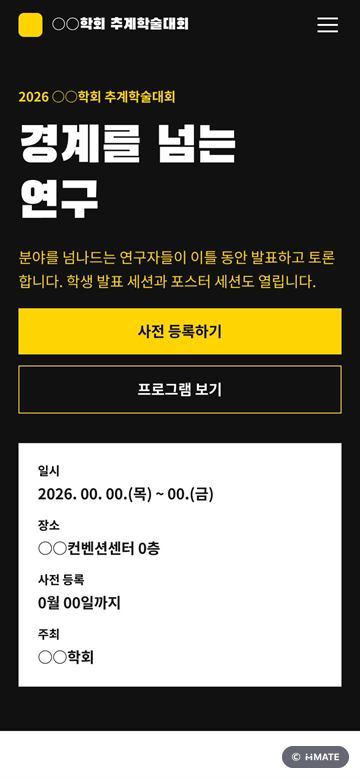 ○○학회 추계학술대회
2026 ○○학회 추계학술대회
경계를 넘는
연구
분야를 넘나드는 연구자들이 이틀 동안 발표하고 토론
합니다. 학생 발표 세션과 포스터 세션도 열립니다.
사전 등록하기
프로그램 보기
일시
2026. 00. 00.(목) ~ 00.(금)
장소
○○컨벤션센터 0층
사전 등록
0월 00일까지
주최
○○학회
© HMATE